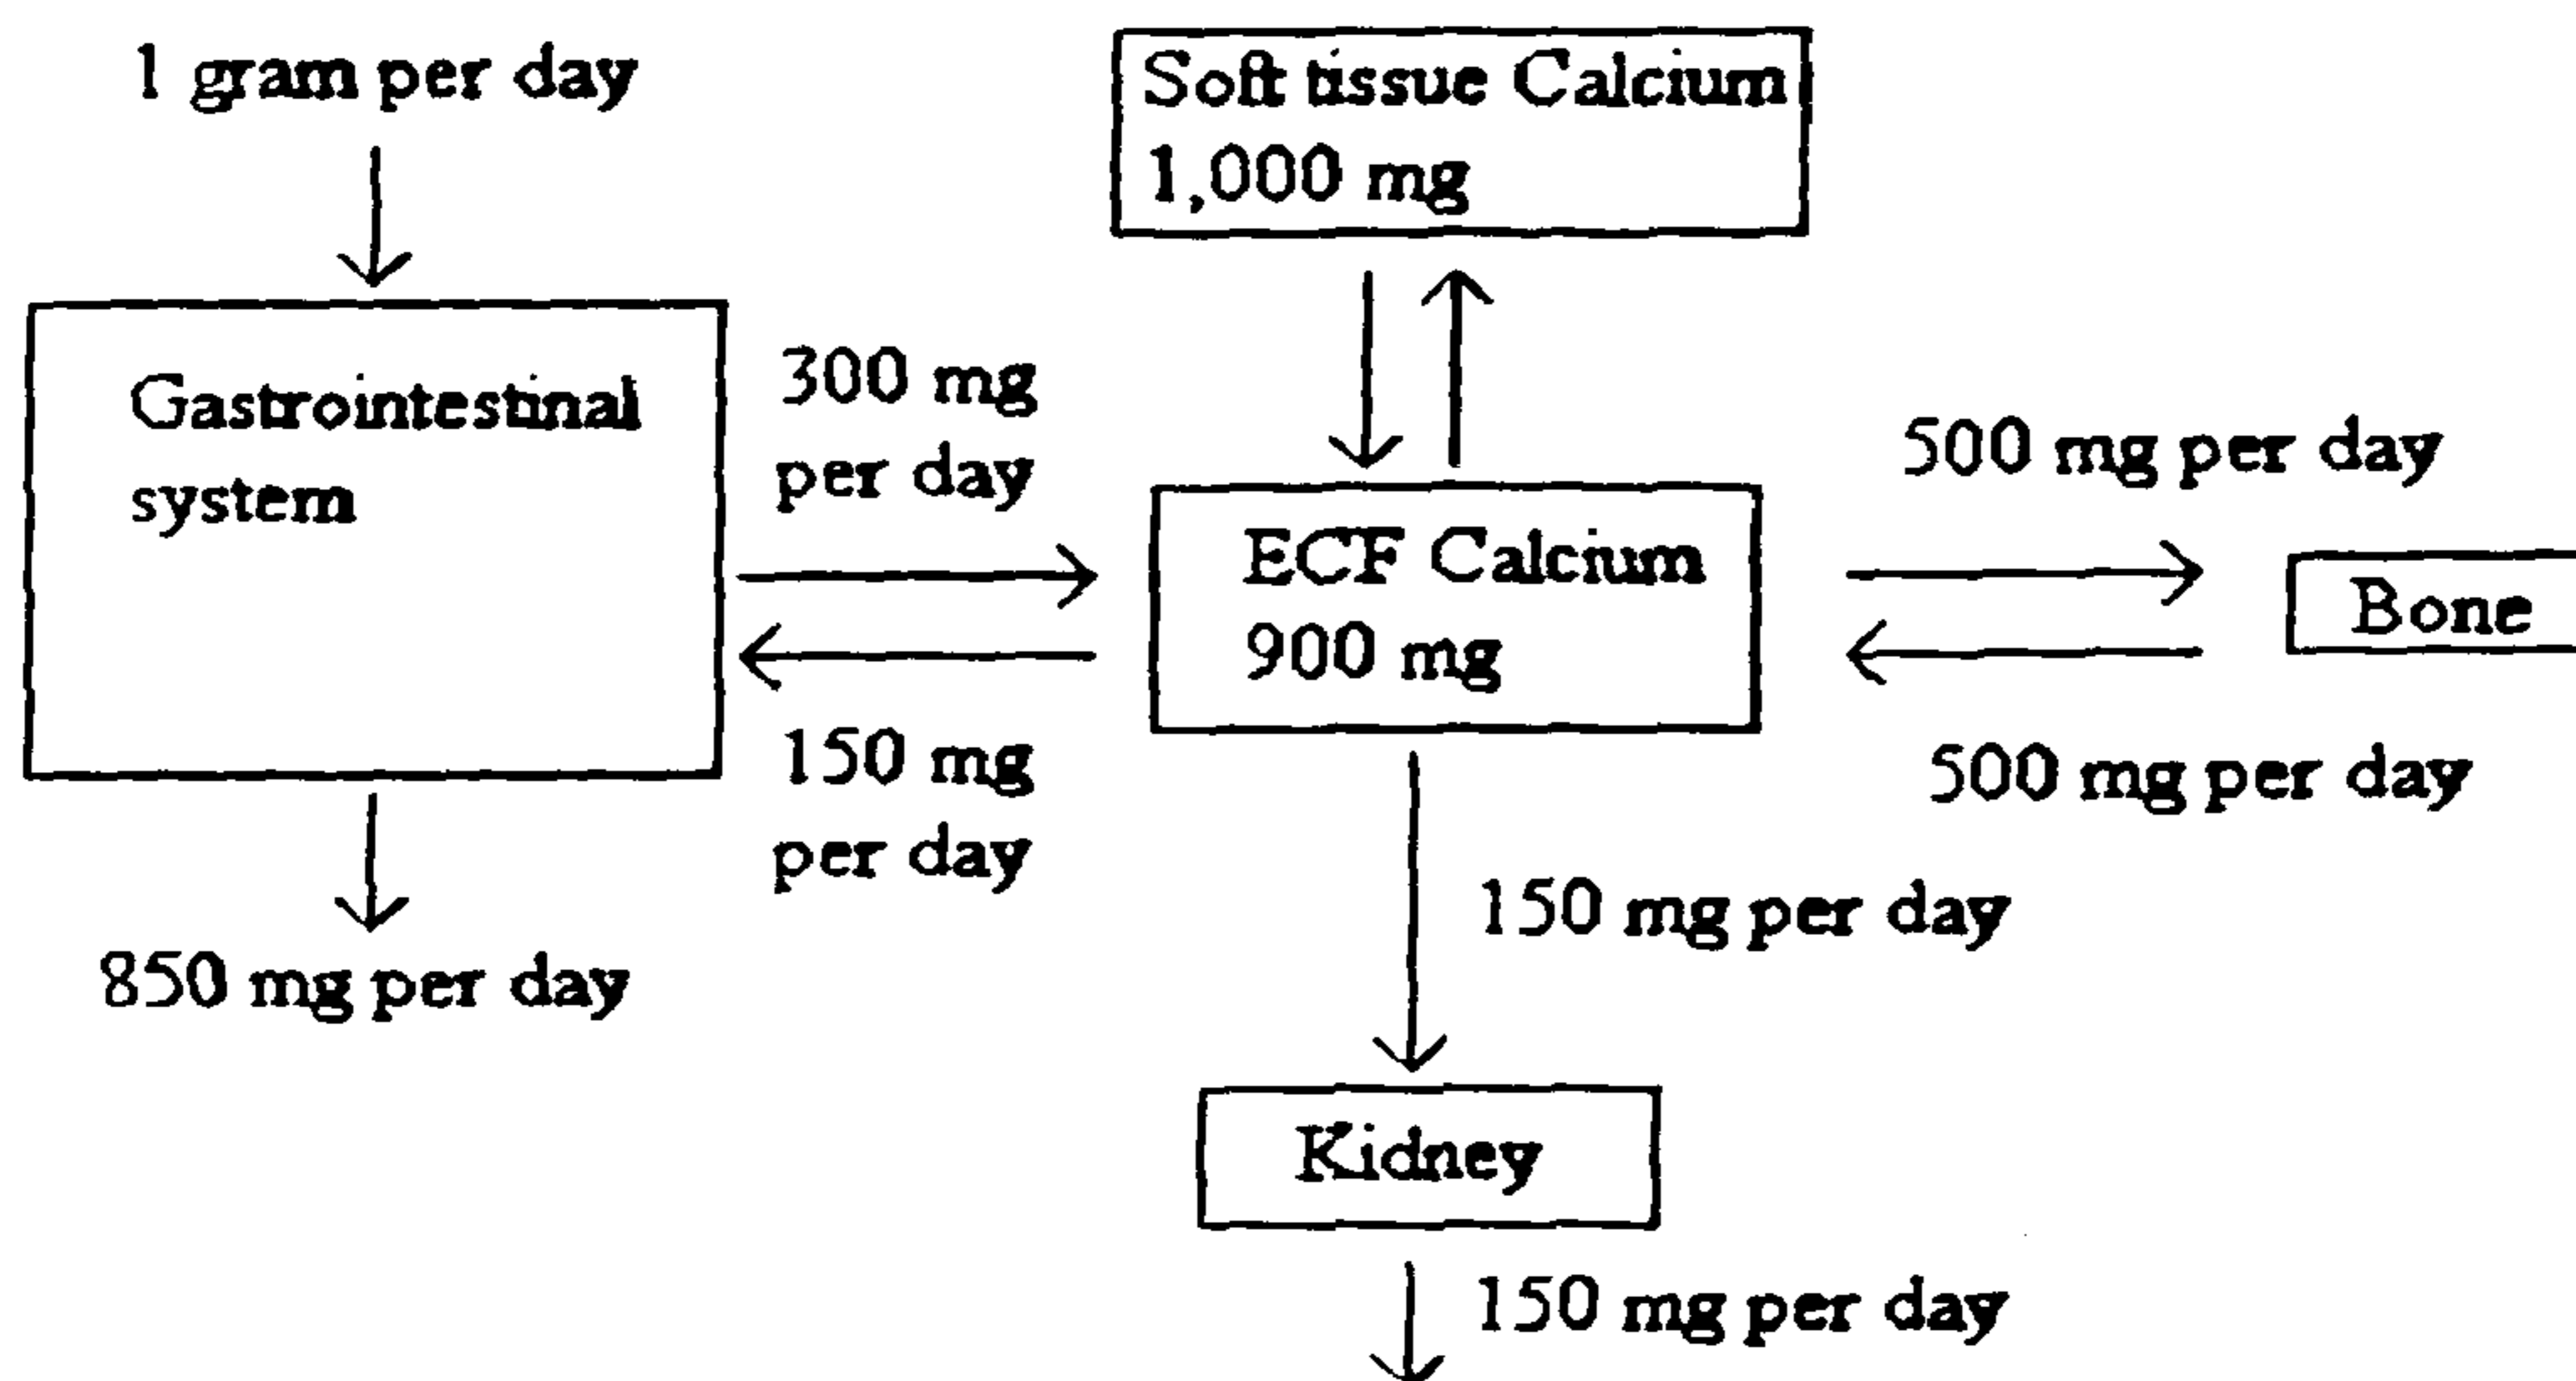 1 gram per day
Soft tissue Calcium
1,000 mg
Gastrointestinal
system
300 mg
per day
150 mg
per day
ECF Calcium
900 mg
500 mg per day
Bone
500 mg per day
850 mg per day
150 mg per day
Kidney
150 mg per day